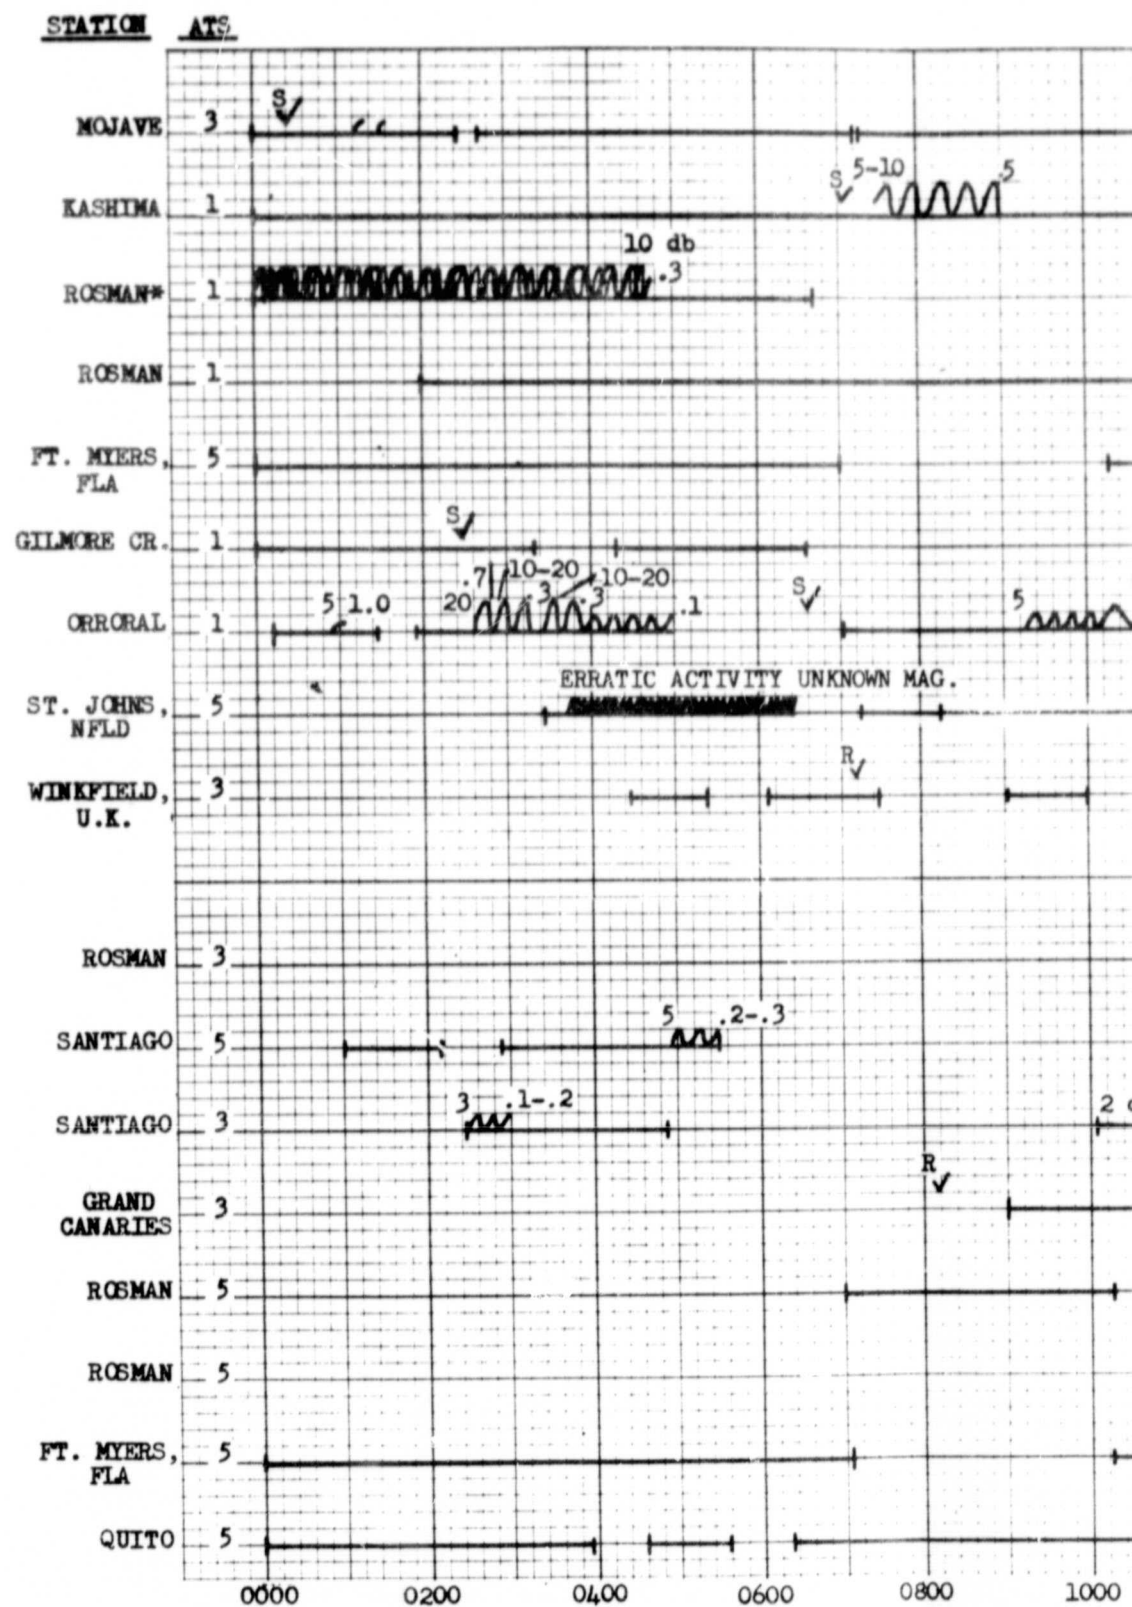 STATION ATS
S
MOJAVE 3
S 5-10 .5
KASHIMA 1
10 db
ROSMAN* 1 .3
ROSMAN 1
FT. MYERS, 5
FLA
S
GILMORE CR. 1
.7 10-20 10-20
5 1.0 20 .3 .3 .1 S 5
ORRORAL 1
ERRATIC ACTIVITY UNKNOWN MAG.
ST. JOHNS, 5
NFLD
R
WINKFIELD, 3
U.K.
ROSMAN 3
5 .2-.3
SANTIAGO 5
3 .1-.2 2
SANTIAGO 3
R
GRAND 3
CANARIES
ROSMAN 5
ROSMAN 5
FT. MYERS, 5
FLA
QUITO 5
0000 0200 0400 0600 0800 1000